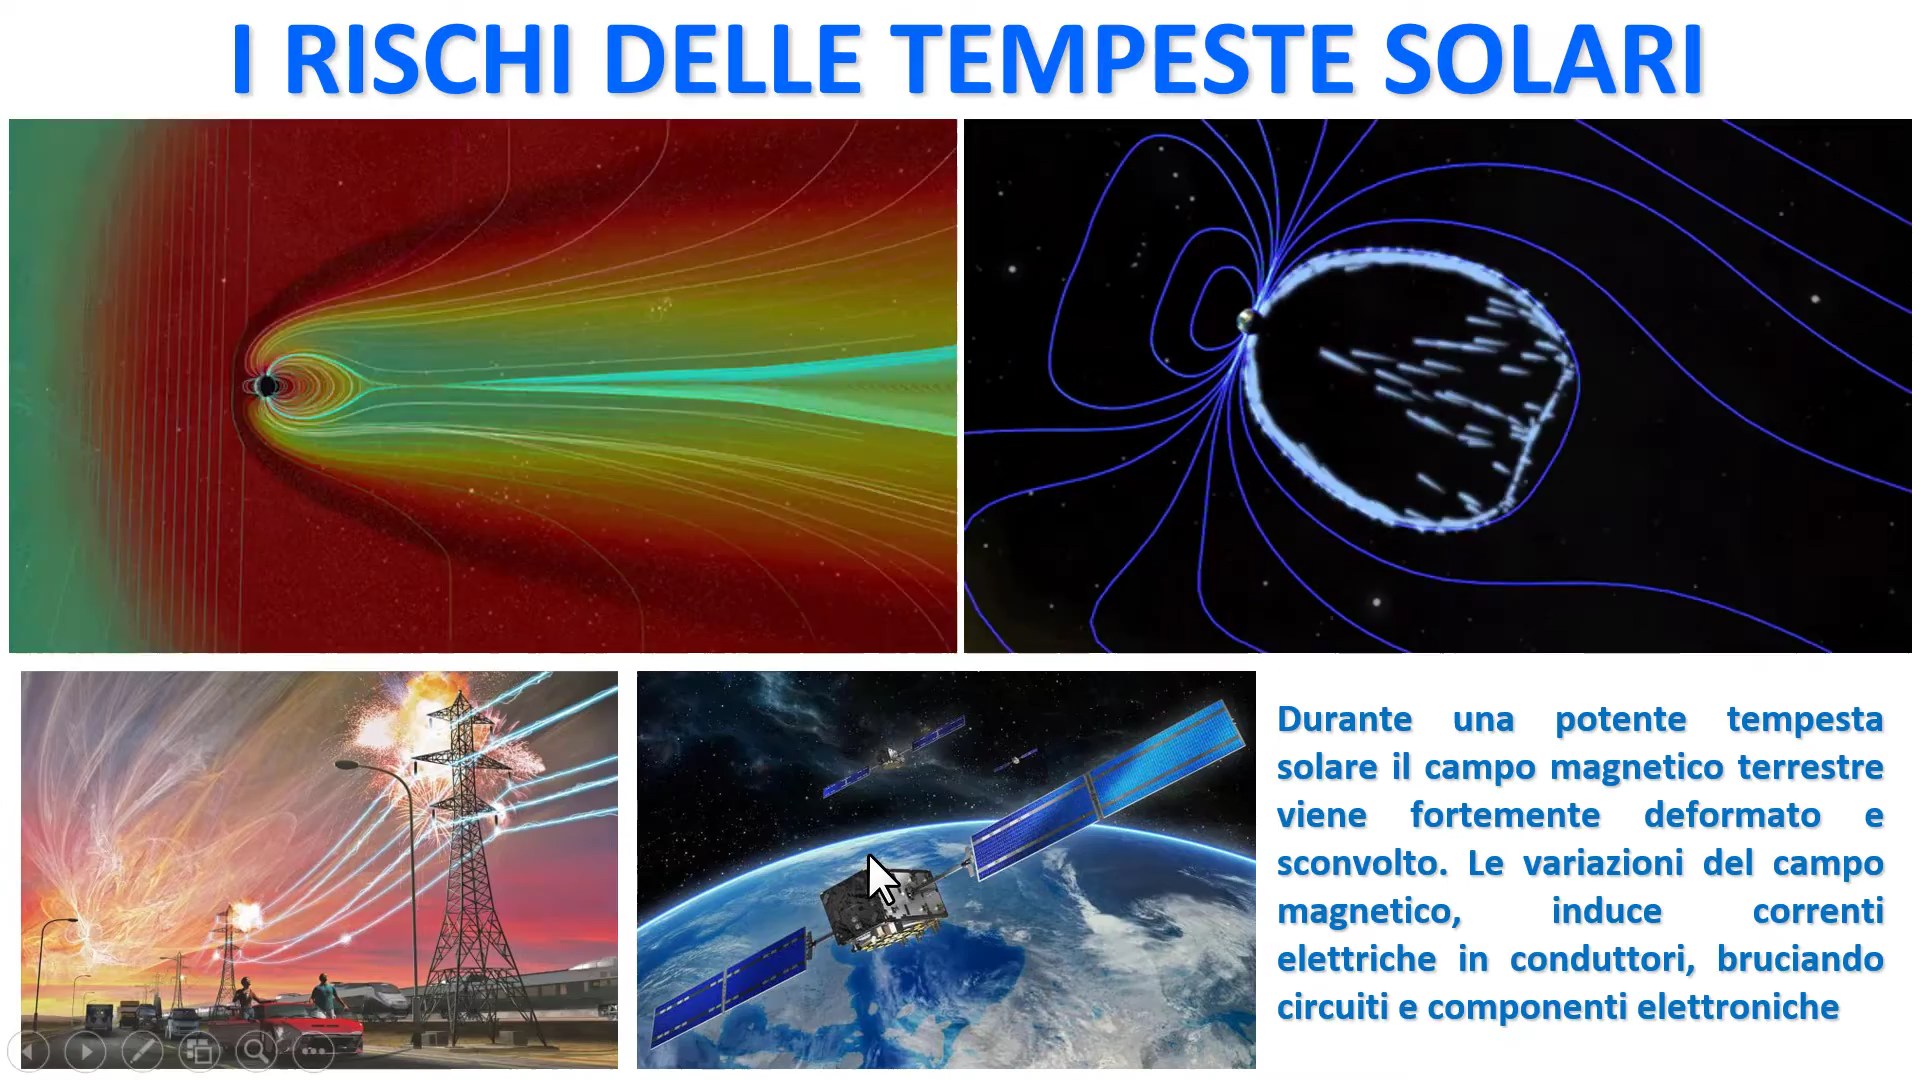 I RISCHI DELLE TEMPESTE SOLARI
Durante una potente tempesta
solare il campo magnetico terrestre
viene fortemente deformato e
sconvolto. Le variazioni del campo
magnetico, induce correnti
elettriche in conduttori, bruciando
circuiti e componenti elettroniche